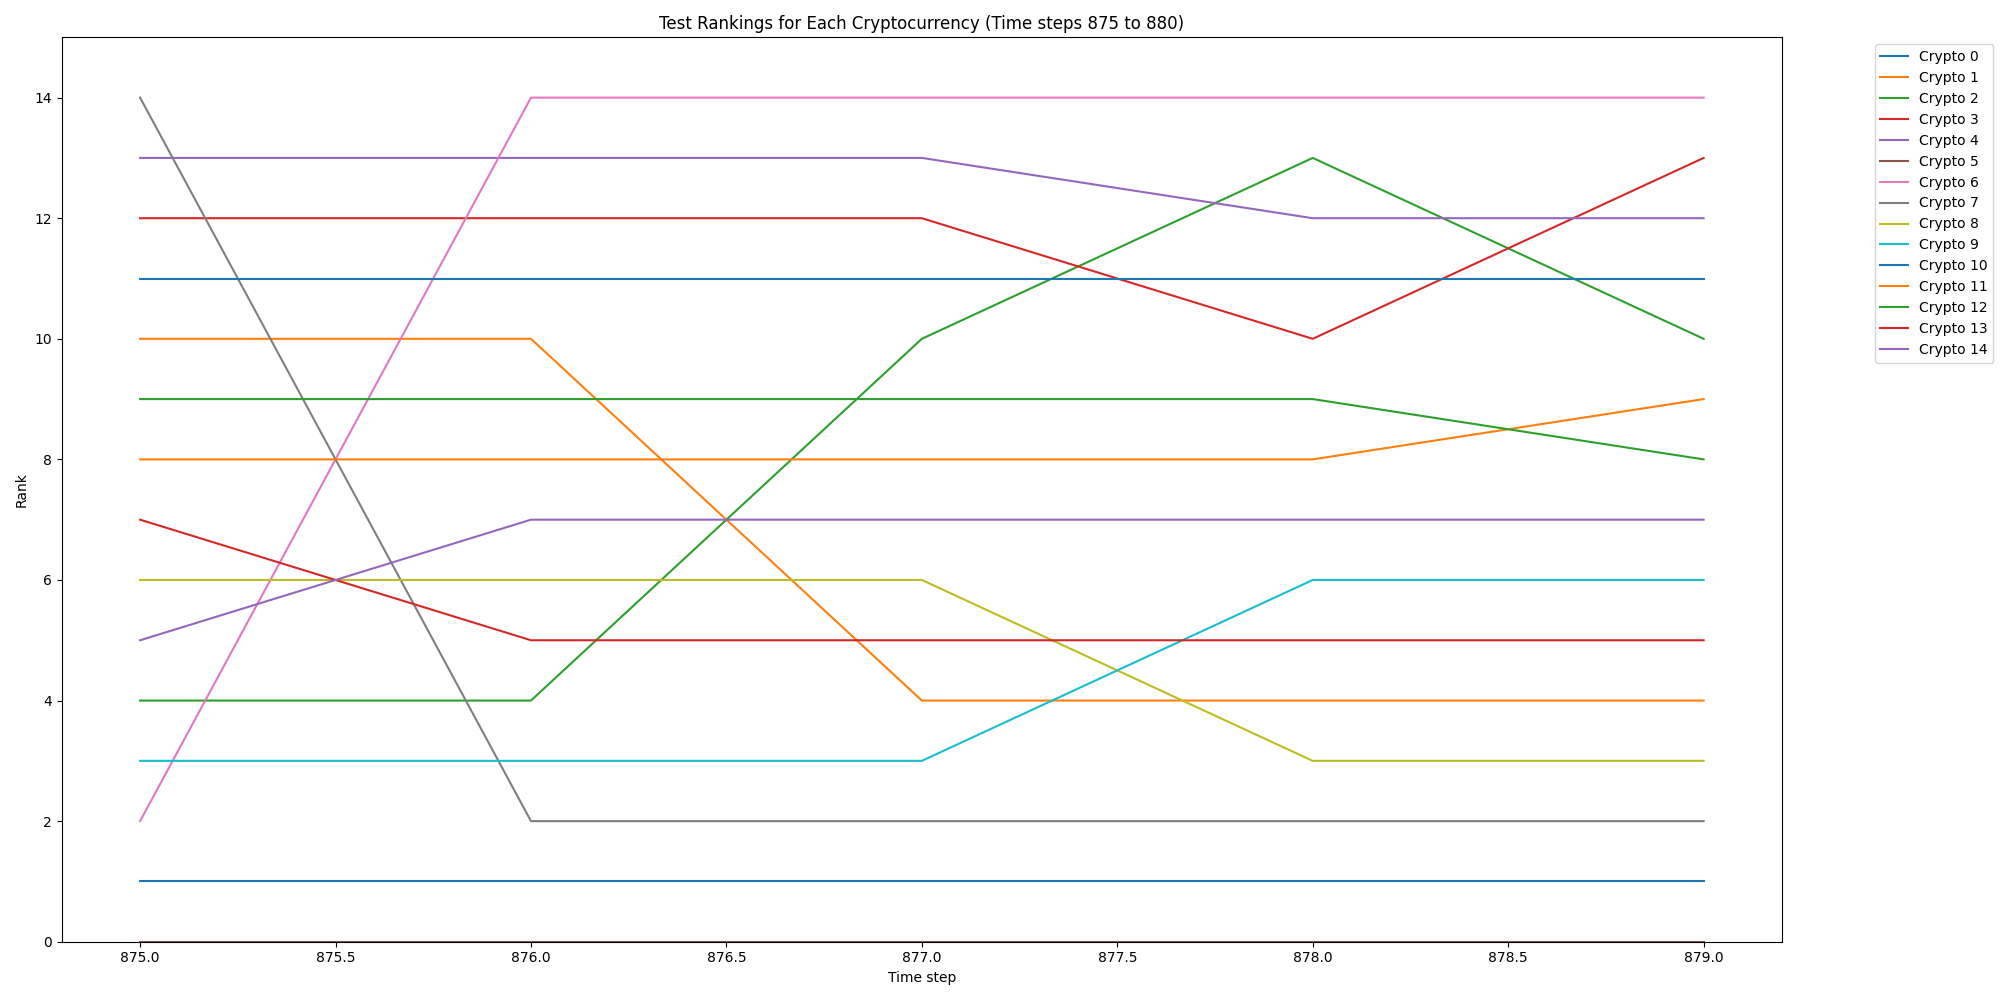 Test Rankings for Each Cryptocurrency (Time steps 875 to 880)
Crypto 0
Crypto 1
Crypto 2
Crypto 3
Crypto 4
Crypto 5
Crypto 6
Crypto 7
Crypto 8
Crypto 9
Crypto 10
Crypto 11
Crypto 12
Crypto 13
Crypto 14
14
12
10
8
6
4
2
0
Rank
875.0 875.5 876.0 876.5 877.0 877.5 878.0 878.5 879.0
Time step